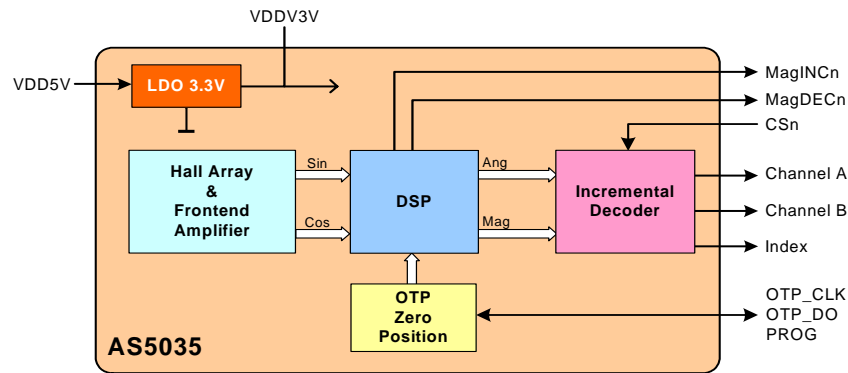 VDDV3V
VDD5V
LDO 3.3V
MagINCn
MagDECn
CSn
Hall Array
&
Frontend
Amplifier
Sin
Cos
DSP
Ang
Mag
Incremental
Decoder
Channel A
Channel B
Index
OTP
Zero
Position
OTP_CLK
OTP_DO
PROG
AS5035